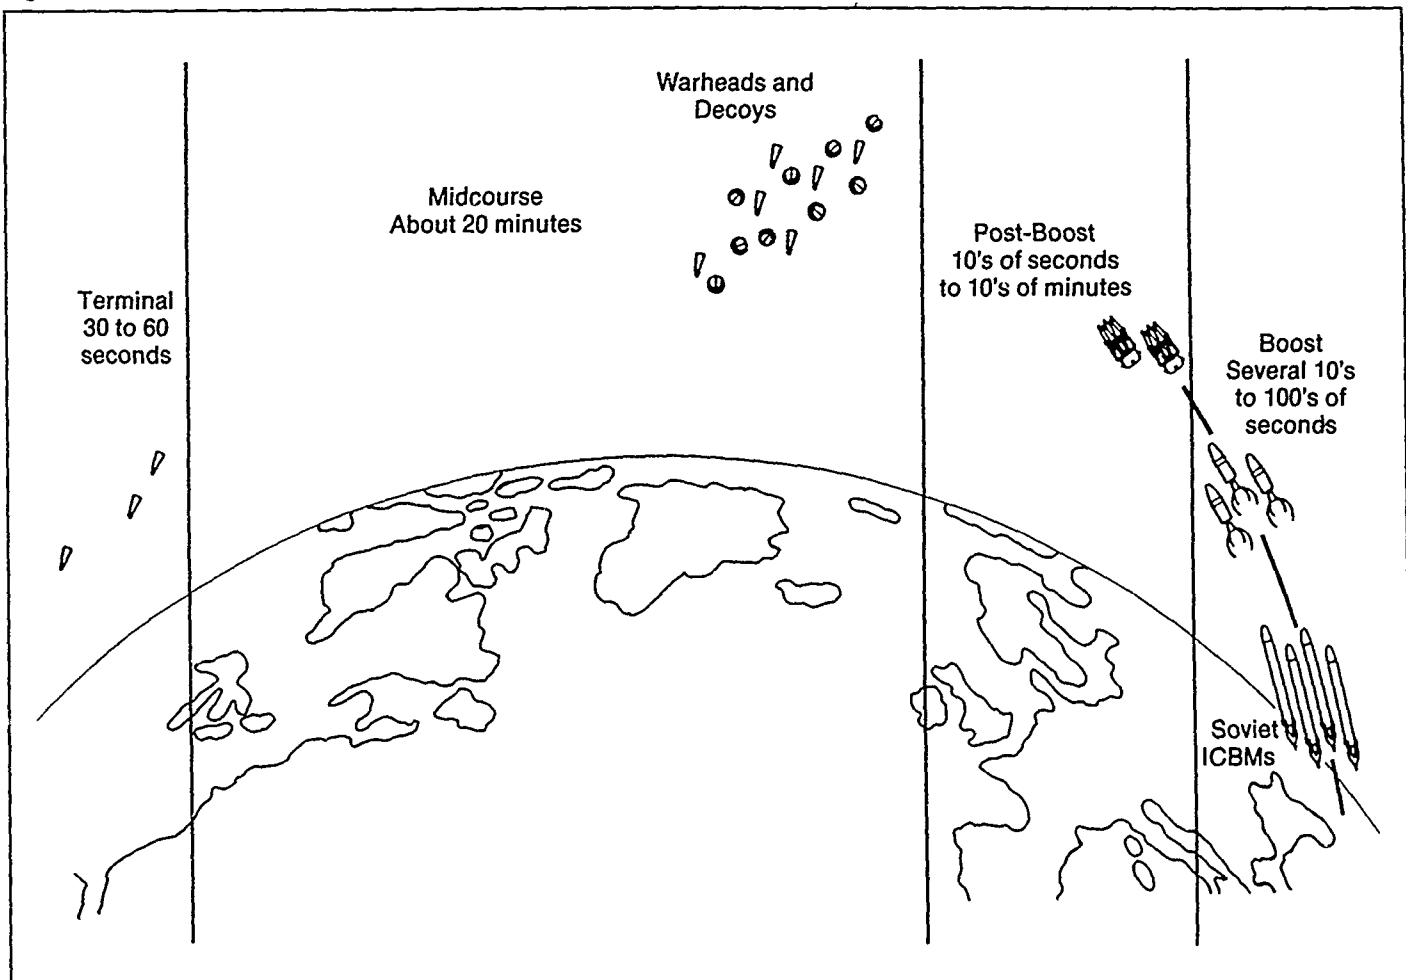 Warheads and
Decoys
Midcourse
About 20 minutes
Post-Boost
10's of seconds
to 10's of minutes
Terminal
30 to 60
seconds
Boost
Several 10's
to 100's of
seconds
Soviet
ICBMs